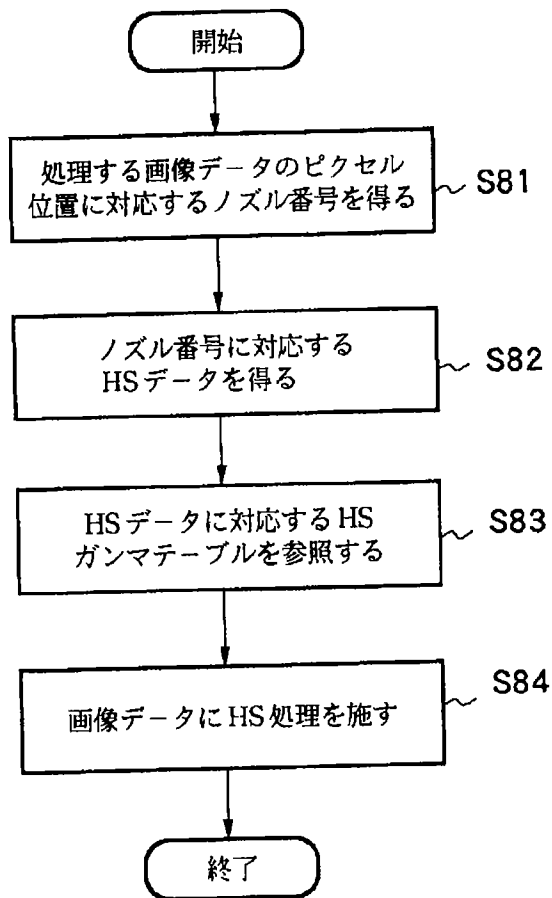 開始
処理する画像データのピクセル
位置に対応するノズル番号を得る
S81
ノズル番号に対応する
HSデータを得る
S82
HSデータに対応するHS
ガンマテーブルを参照する
S83
画像データにHS処理を施す
S84
終了